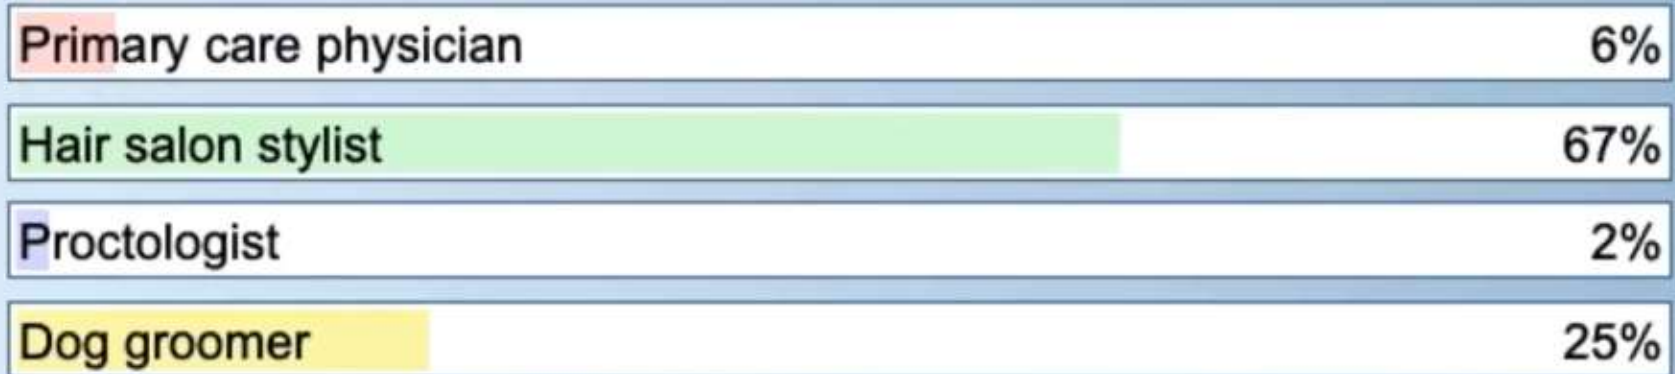 Primary care physician 6%
Hair salon stylist 67%
Proctologist 2%
Dog groomer 25%